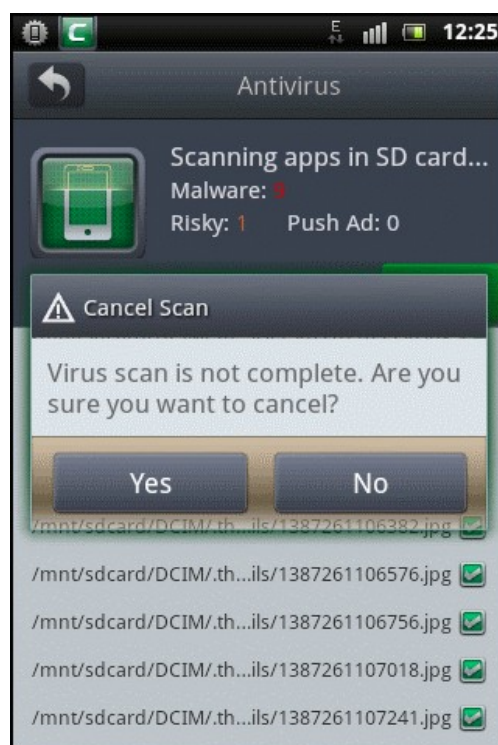 E
12:25
Antivirus
Scanning apps in SD card...
Malware: 9
Risky: 1 Push Ad: 0
Cancel Scan
Virus scan is not complete. Are you
sure you want to cancel?
Yes No
/mnt/sdcard/DCIM/.th...ils/1387261106382.jpg
/mnt/sdcard/DCIM/.th...ils/1387261106576.jpg
/mnt/sdcard/DCIM/.th...ils/1387261106756.jpg
/mnt/sdcard/DCIM/.th...ils/1387261107018.jpg
/mnt/sdcard/DCIM/.th...ils/1387261107241.jpg